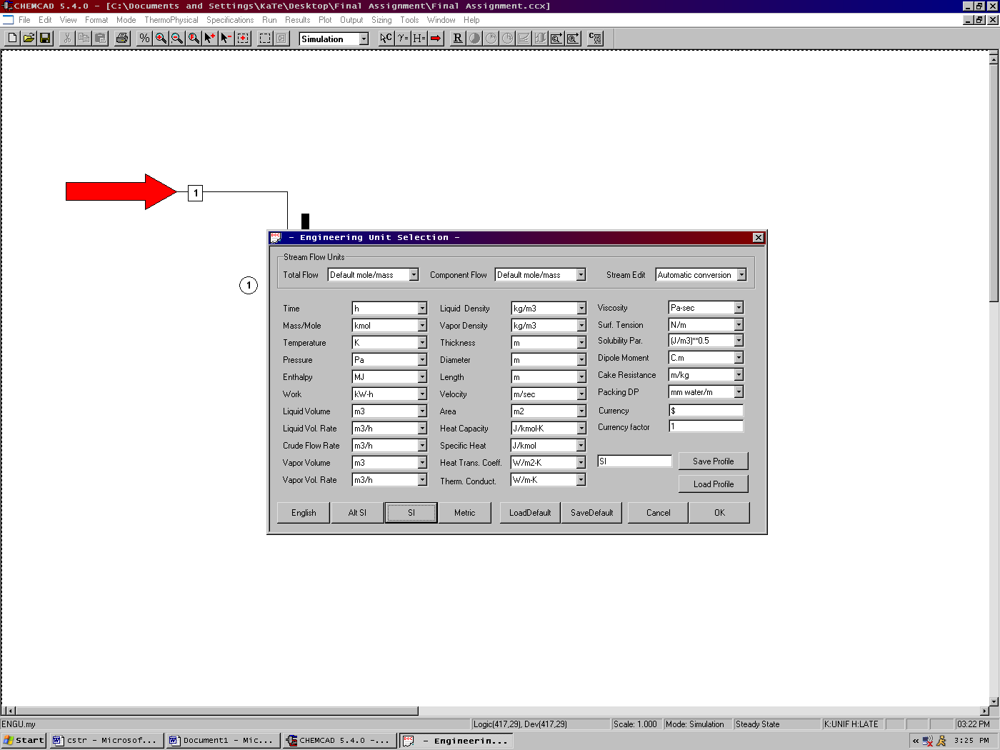 CHEMCAD 5.4.0 - [C:\Documents and Settings\KaTe\Desktop\Final Assignment\Final Assignment.ccx]
File Edit View Format Mode ThermoPhysical Specifications Run Results Plot Output Sizing Tools Window Help
% Simulation C γ= H= R
1
- Engineering Unit Selection -
Stream Flow Units
Total Flow Default mole/mass Component Flow Default mole/mass Stream Edit Automatic conversion
1
Time h Liquid Density kg/m3 Viscosity Pa-sec
Mass/Mole kmol Vapor Density kg/m3 Surf. Tension N/m
Temperature K Thickness m Solubility Par. (J/m3)**0.5
Pressure Pa Diameter m Dipole Moment C.m
Enthalpy MJ Length m Cake Resistance m/kg
Work kW-h Velocity m/sec Packing DP mm water/m
Liquid Volume m3 Area m2 Currency $
Liquid Vol. Rate m3/h Heat Capacity J/kmol-K Currency factor 1
Crude Flow Rate m3/h Specific Heat J/kmol
Vapor Volume m3 Heat Trans. Coeff. W/m2-K SI Save Profile
Vapor Vol. Rate m3/h Therm. Conduct. W/m-K Load Profile
English Alt SI SI Metric LoadDefault SaveDefault Cancel OK
ENGU.my Logic(417,29), Dev(417,29) Scale: 1.000 Mode: Simulation Steady State K:UNIF H:LATE 03:22 PM
Start cstr - Microsof... Document1 - Mic... CHEMCAD 5.4.0 -... - Engineerin... « 3:25 PM